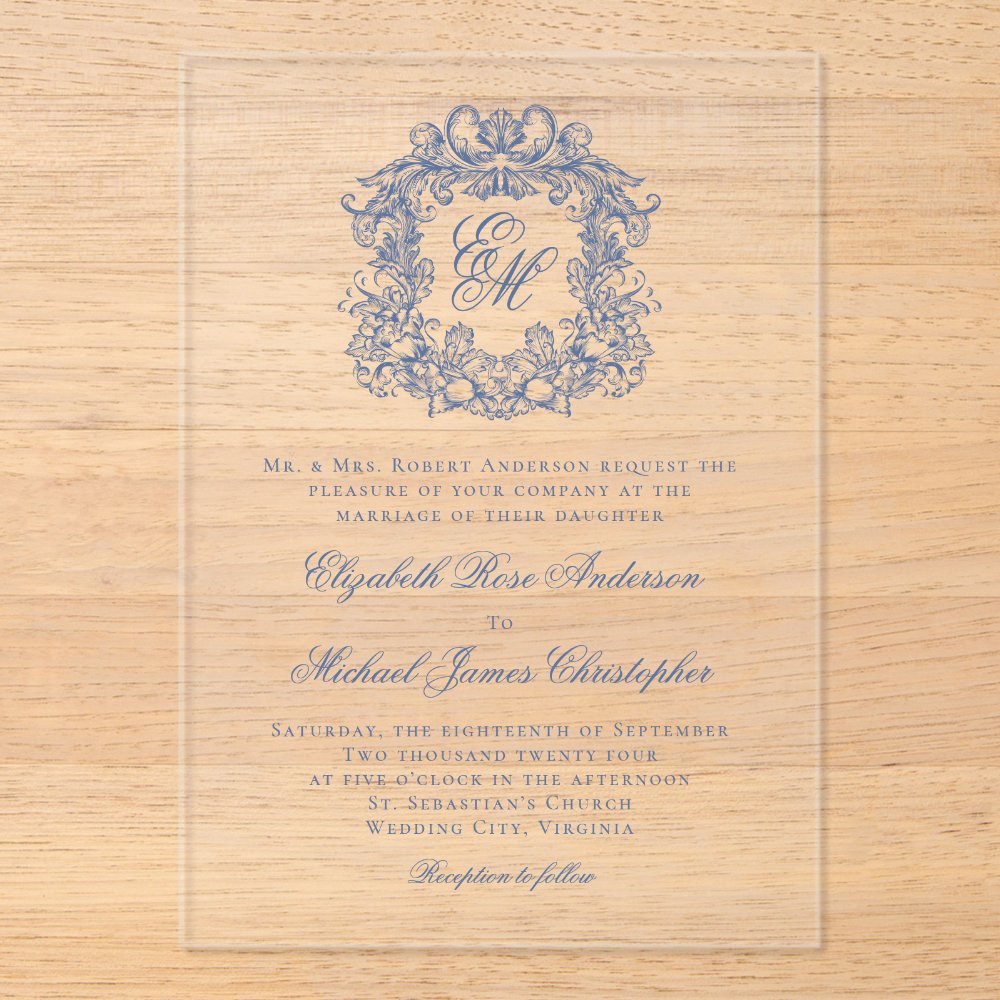 E
M
Mr. & Mrs. Robert Anderson request the
pleasure of your company at the
marriage of their daughter
Elizabeth Rose Anderson
To
Michael James Christopher
Saturday, the eighteenth of September
Two thousand twenty four
at five o'clock in the afternoon
St. Sebastian's Church
Wedding City, Virginia
Reception to follow